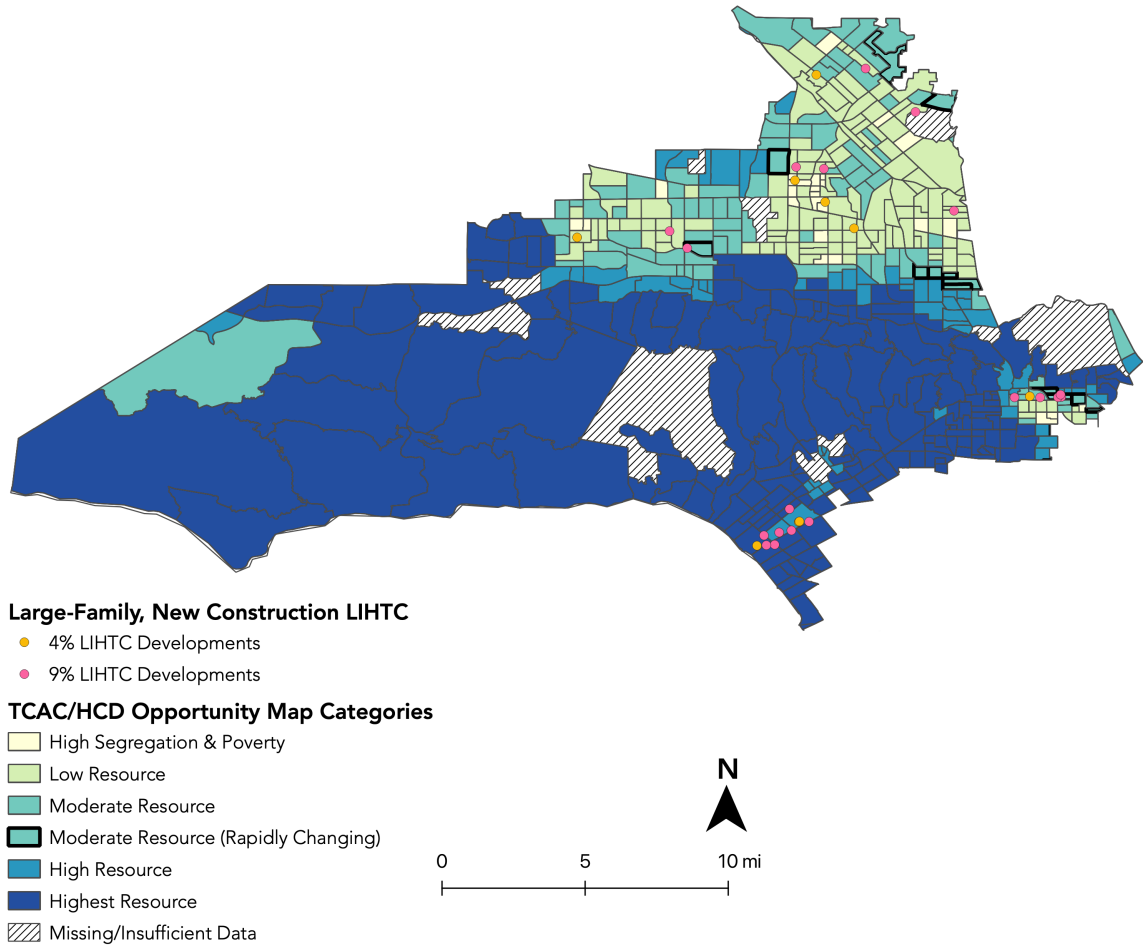 Large-Family, New Construction LIHTC
4% LIHTC Developments
9% LIHTC Developments
TCAC/HCD Opportunity Map Categories
High Segregation & Poverty
Low Resource
Moderate Resource
Moderate Resource (Rapidly Changing)
High Resource
Highest Resource
Missing/Insufficient Data
N
0 5 10 mi